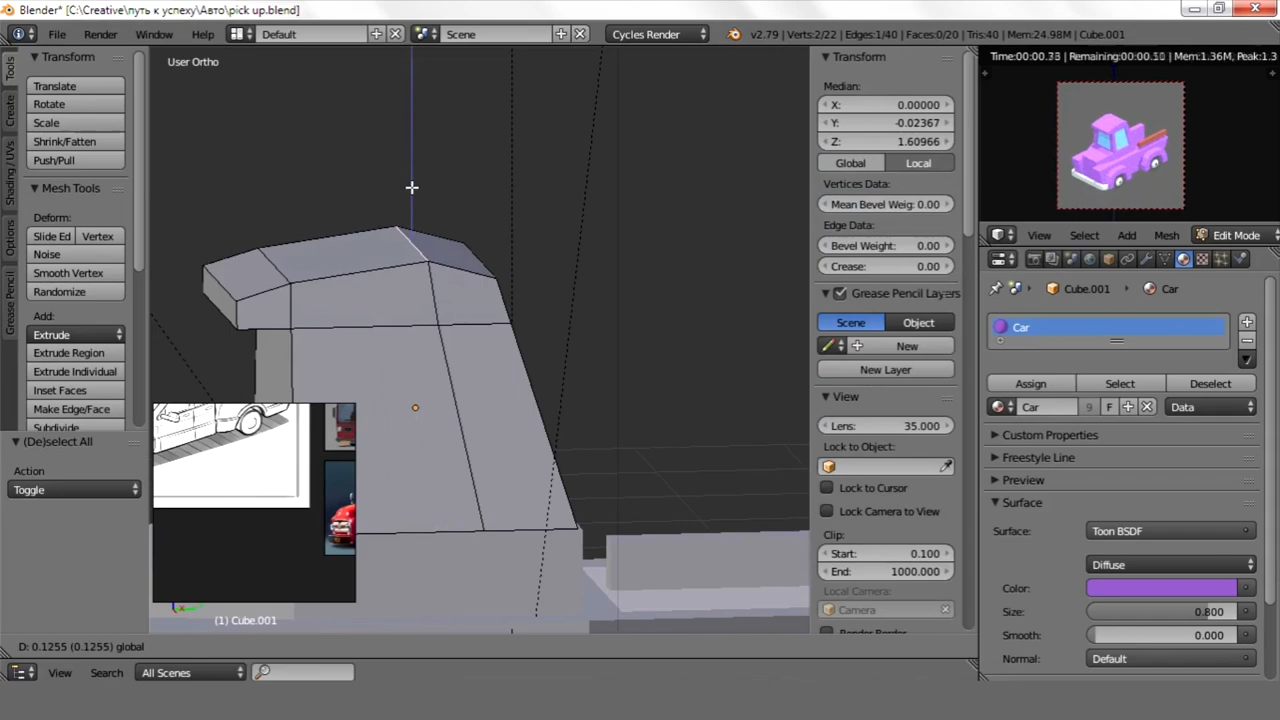 Blender* [C:\Creative\путь к успеху\Авто\pick up.blend]
File Render Window Help Default Scene Cycles Render v2.79 | Verts:2/22 | Edges:1/40 | Faces:0/20 | Tris:40 | Mem:24.98M | Cube.001
Tools
Create
Shading / UVs
Options
Grease Pencil
Transform
Translate
Rotate
Scale
Shrink/Fatten
Push/Pull
Mesh Tools
Deform:
Slide Ed Vertex
Noise
Smooth Vertex
Randomize
Add:
Extrude
Extrude Region
Extrude Individual
Inset Faces
Make Edge/Face
Subdivide
(De)select All
Action
Toggle
User Ortho
(1) Cube.001
D: 0.1255 (0.1255) global
View Search All Scenes
Transform
Median:
X: 0.00000
Y: -0.02367
Z: 1.60966
Global Local
Vertices Data:
Mean Bevel Weig: 0.00
Edge Data:
Bevel Weight: 0.00
Crease: 0.00
Grease Pencil Layers
Scene Object
New
New Layer
View
Lens: 35.000
Lock to Object:
Lock to Cursor
Lock Camera to View
Clip:
Start: 0.100
End: 1000.000
Local Camera:
Camera
Render Border
Mem:1.36M, Peak:1.3
View Select Add Mesh Edit Mode
Cube.001 Car
Car
Assign Select Deselect
Car 9 F Data
Custom Properties
Freestyle Line
Preview
Surface
Surface: Toon BSDF
Diffuse
Color:
Size: 0.800
Smooth: 0.000
Normal: Default